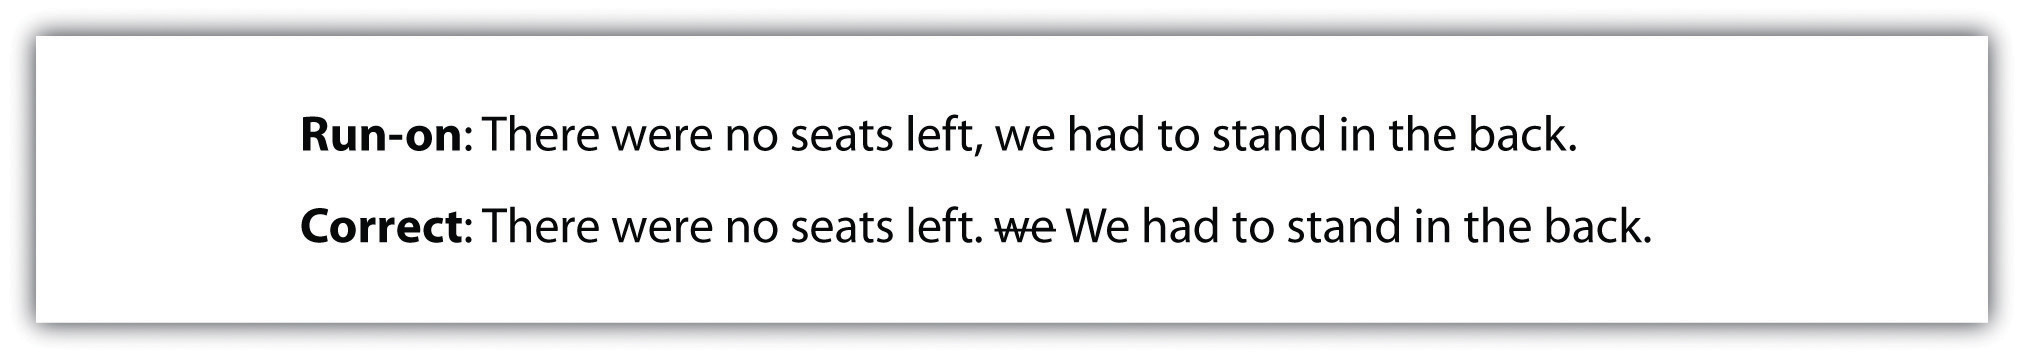 Run-on: There were no seats left, we had to stand in the back.
Correct: There were no seats left. we We had to stand in the back.